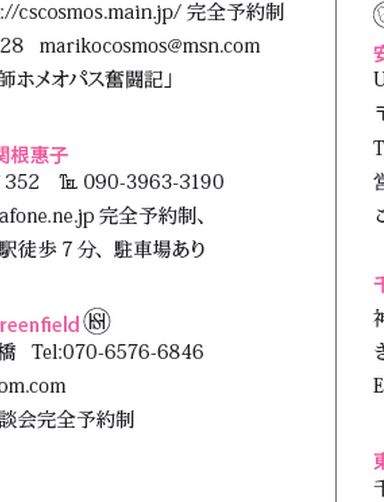 ://cscosmos.main.jp/ 完全予約制
28 marikocosmos@msn.com
師ホメオパス奮闘記」
関根惠子
352 ℡ 090-3963-3190
afone.ne.jp 完全予約制、
駅徒歩 7 分、駐車場あり
reenfield HS
橋 Tel:070-6576-6846
om.com
談会完全予約制
安
U
〒
T
営
ご
千
神
き
E
東
千